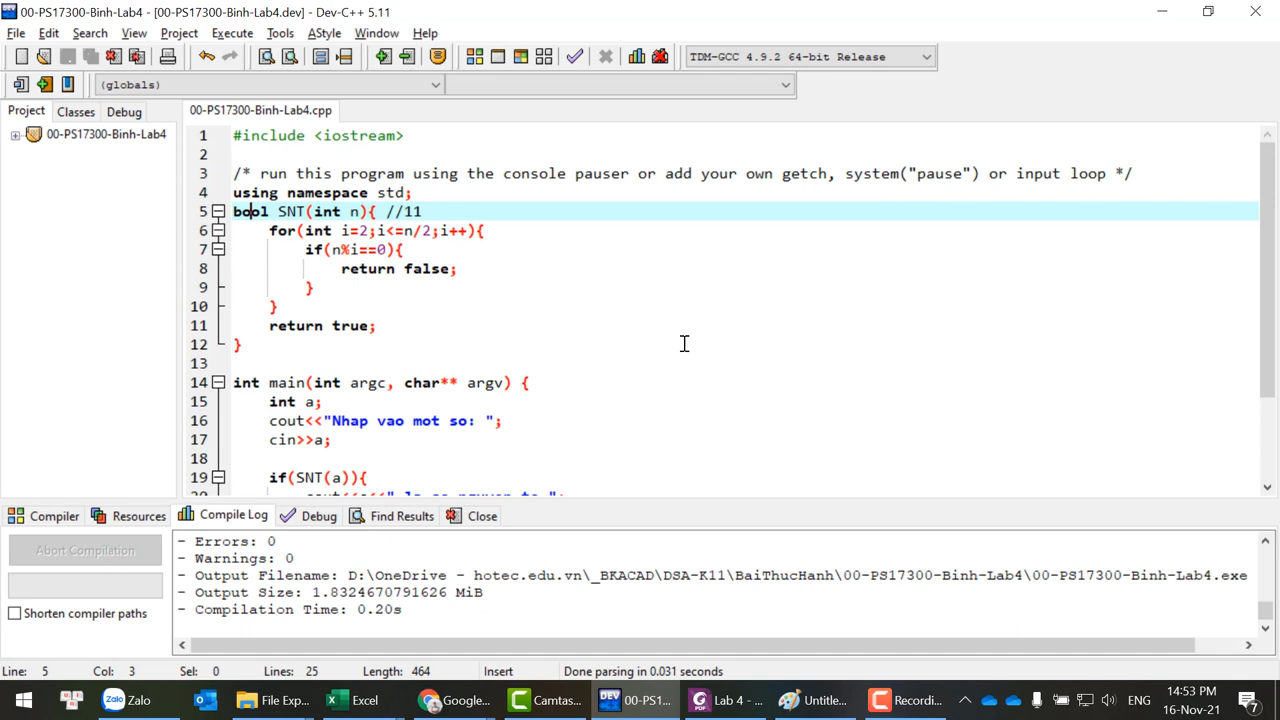 00-PS17300-Binh-Lab4 - [00-PS17300-Binh-Lab4.dev] - Dev-C++ 5.11
File Edit Search View Project Execute Tools AStyle Window Help
TDM-GCC 4.9.2 64-bit Release
(globals)
Project Classes Debug 00-PS17300-Binh-Lab4.cpp
00-PS17300-Binh-Lab4
1 #include <iostream>
2
3 /* run this program using the console pauser or add your own getch, system("pause") or input loop */
4 using namespace std;
5 bool SNT(int n){ //11
6 for(int i=2;i<=n/2;i++){
7 if(n%i==0){
8 return false;
9 }
10 }
11 return true;
12 }
13
14 int main(int argc, char** argv) {
15 int a;
16 cout<<"Nhap vao mot so: ";
17 cin>>a;
18
19 if(SNT(a)){
Compiler Resources Compile Log Debug Find Results Close
Abort Compilation
Shorten compiler paths
- Errors: 0
- Warnings: 0
- Output Filename: D:\OneDrive - hotec.edu.vn\_BKACAD\DSA-K11\BaiThucHanh\00-PS17300-Binh-Lab4\00-PS17300-Binh-Lab4.exe
- Output Size: 1.8324670791626 MiB
- Compilation Time: 0.20s
Line: 5 Col: 3 Sel: 0 Lines: 25 Length: 464 Insert Done parsing in 0.031 seconds
Zalo File Exp... Excel Google... Camtas... 00-PS1... Lab 4 - ... Untitle... Recordi... ENG 14:53 PM
16-Nov-21
7